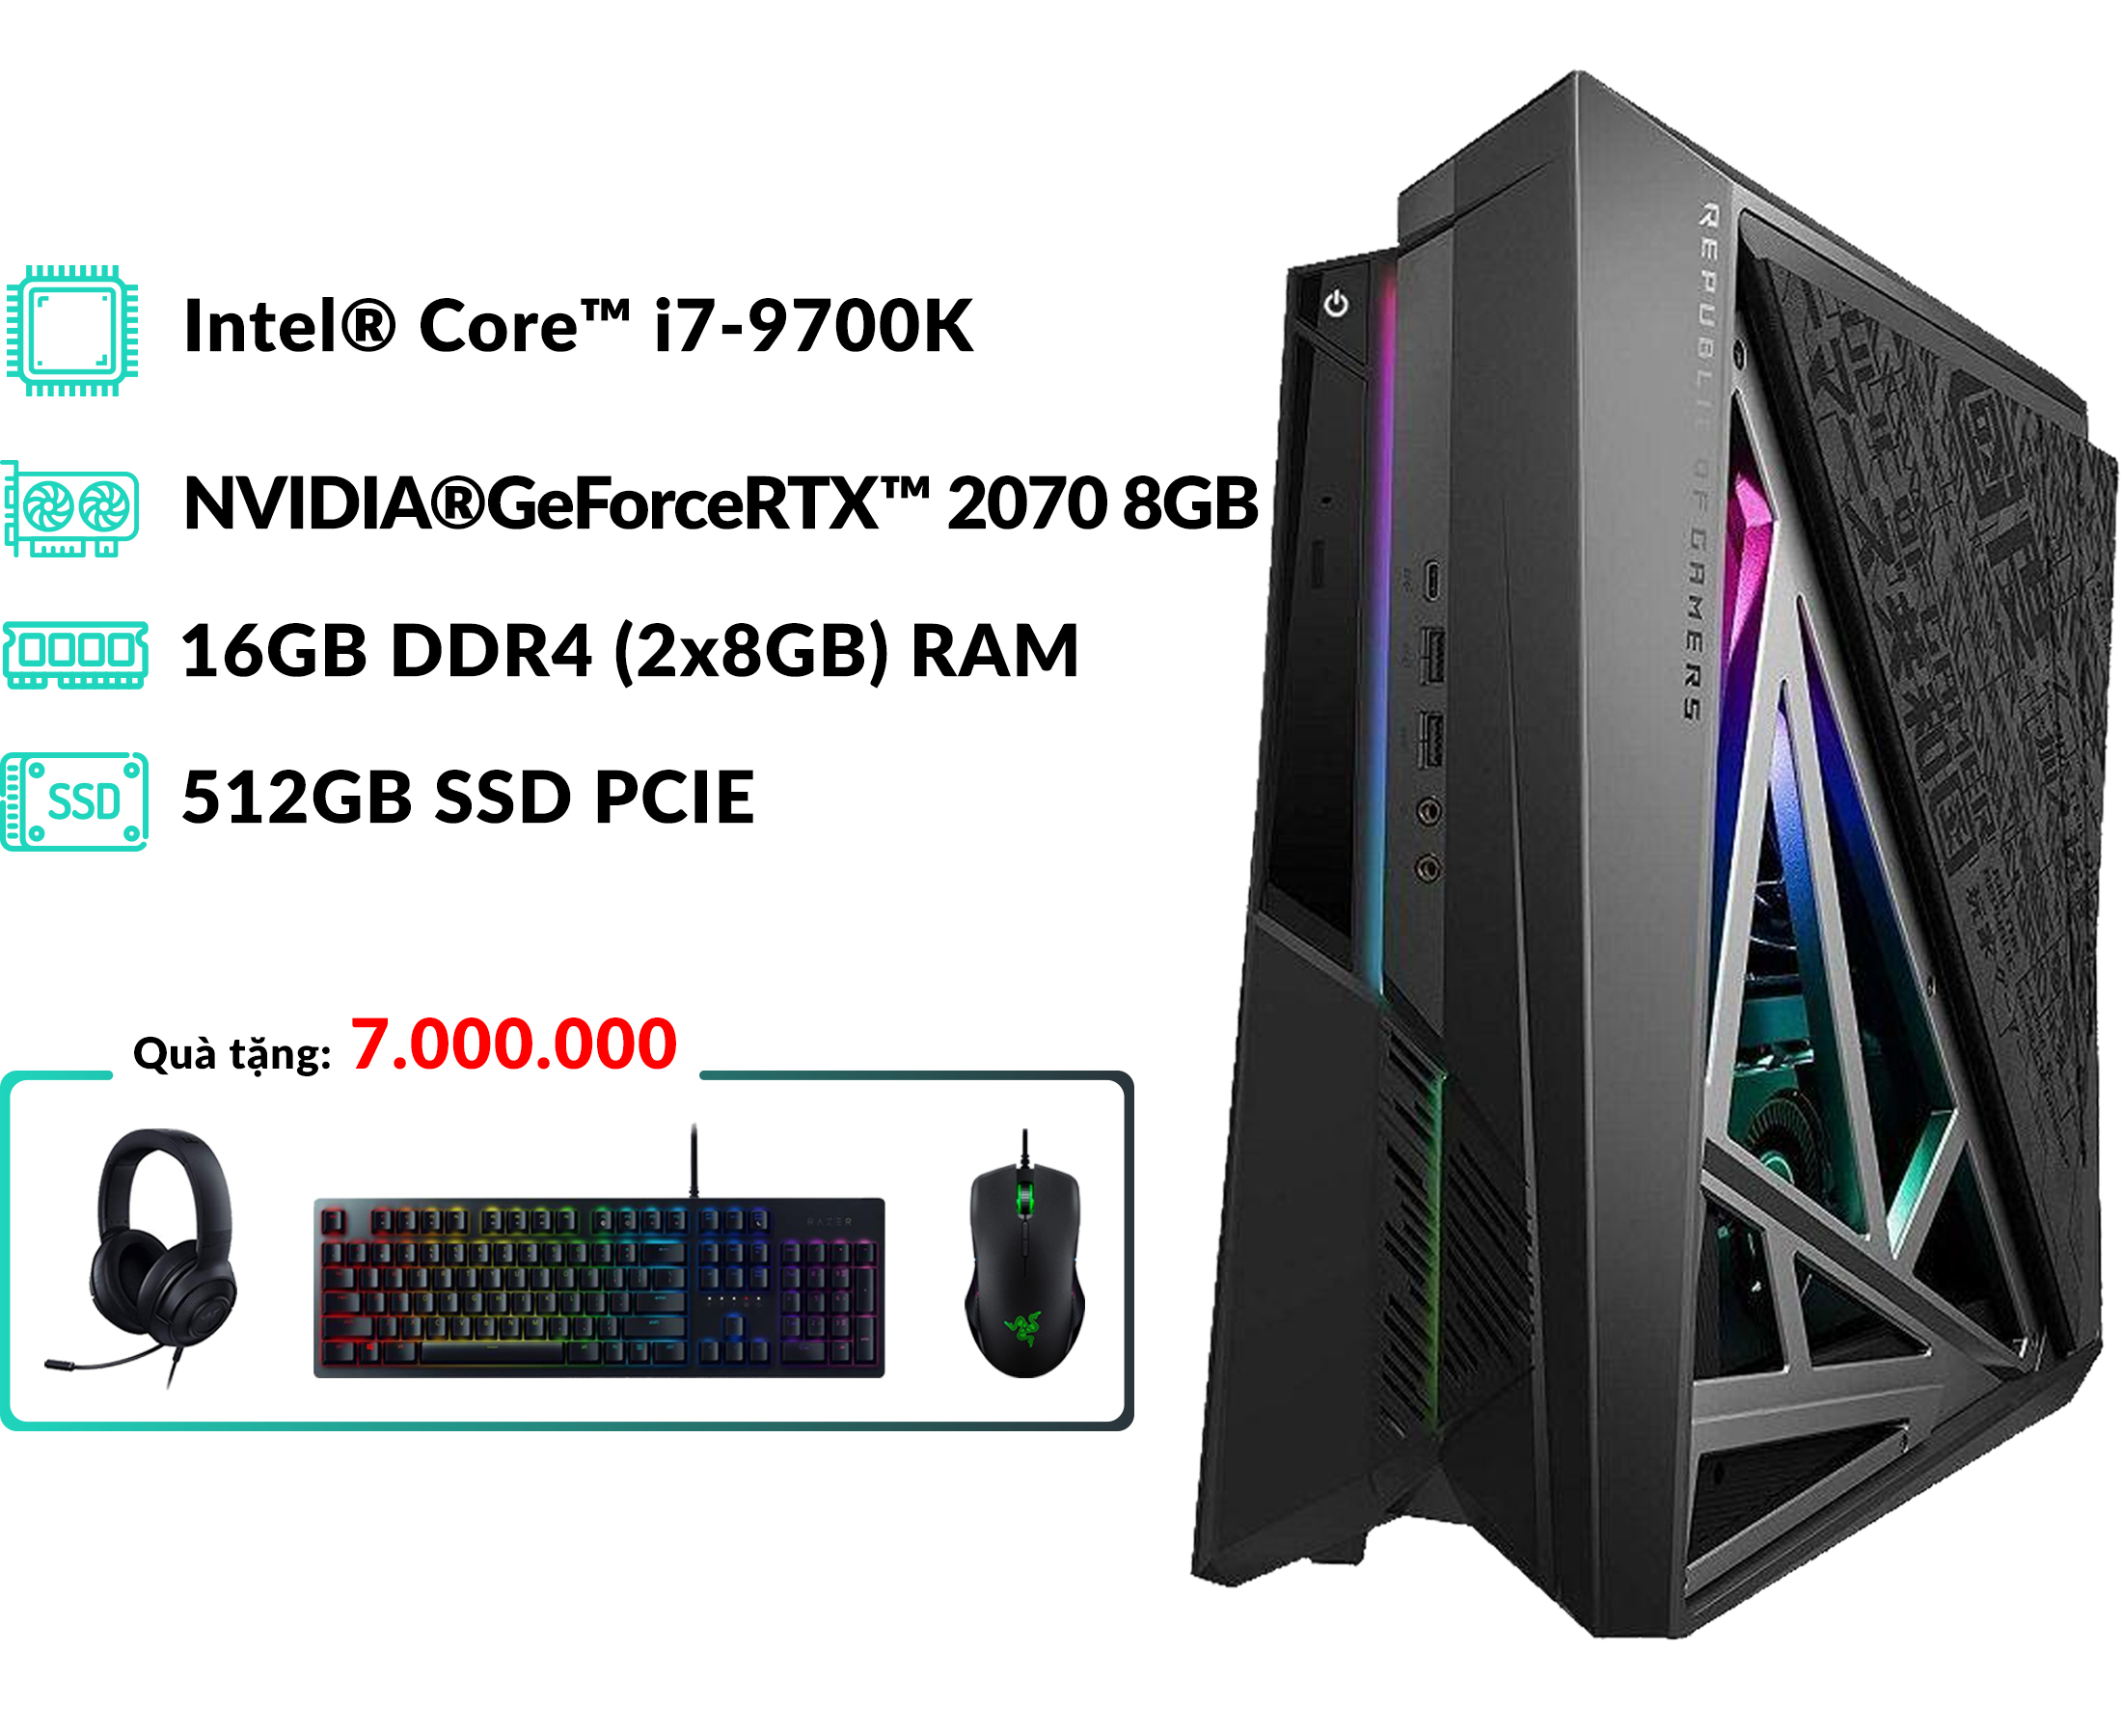 Intel® Core™ i7-9700K
NVIDIA®GeForceRTX™ 2070 8GB
16GB DDR4 (2x8GB) RAM
SSD
512GB SSD PCIE
Quà tặng: 7.000.000
RAZER
REPUBLIC OF GAMERS